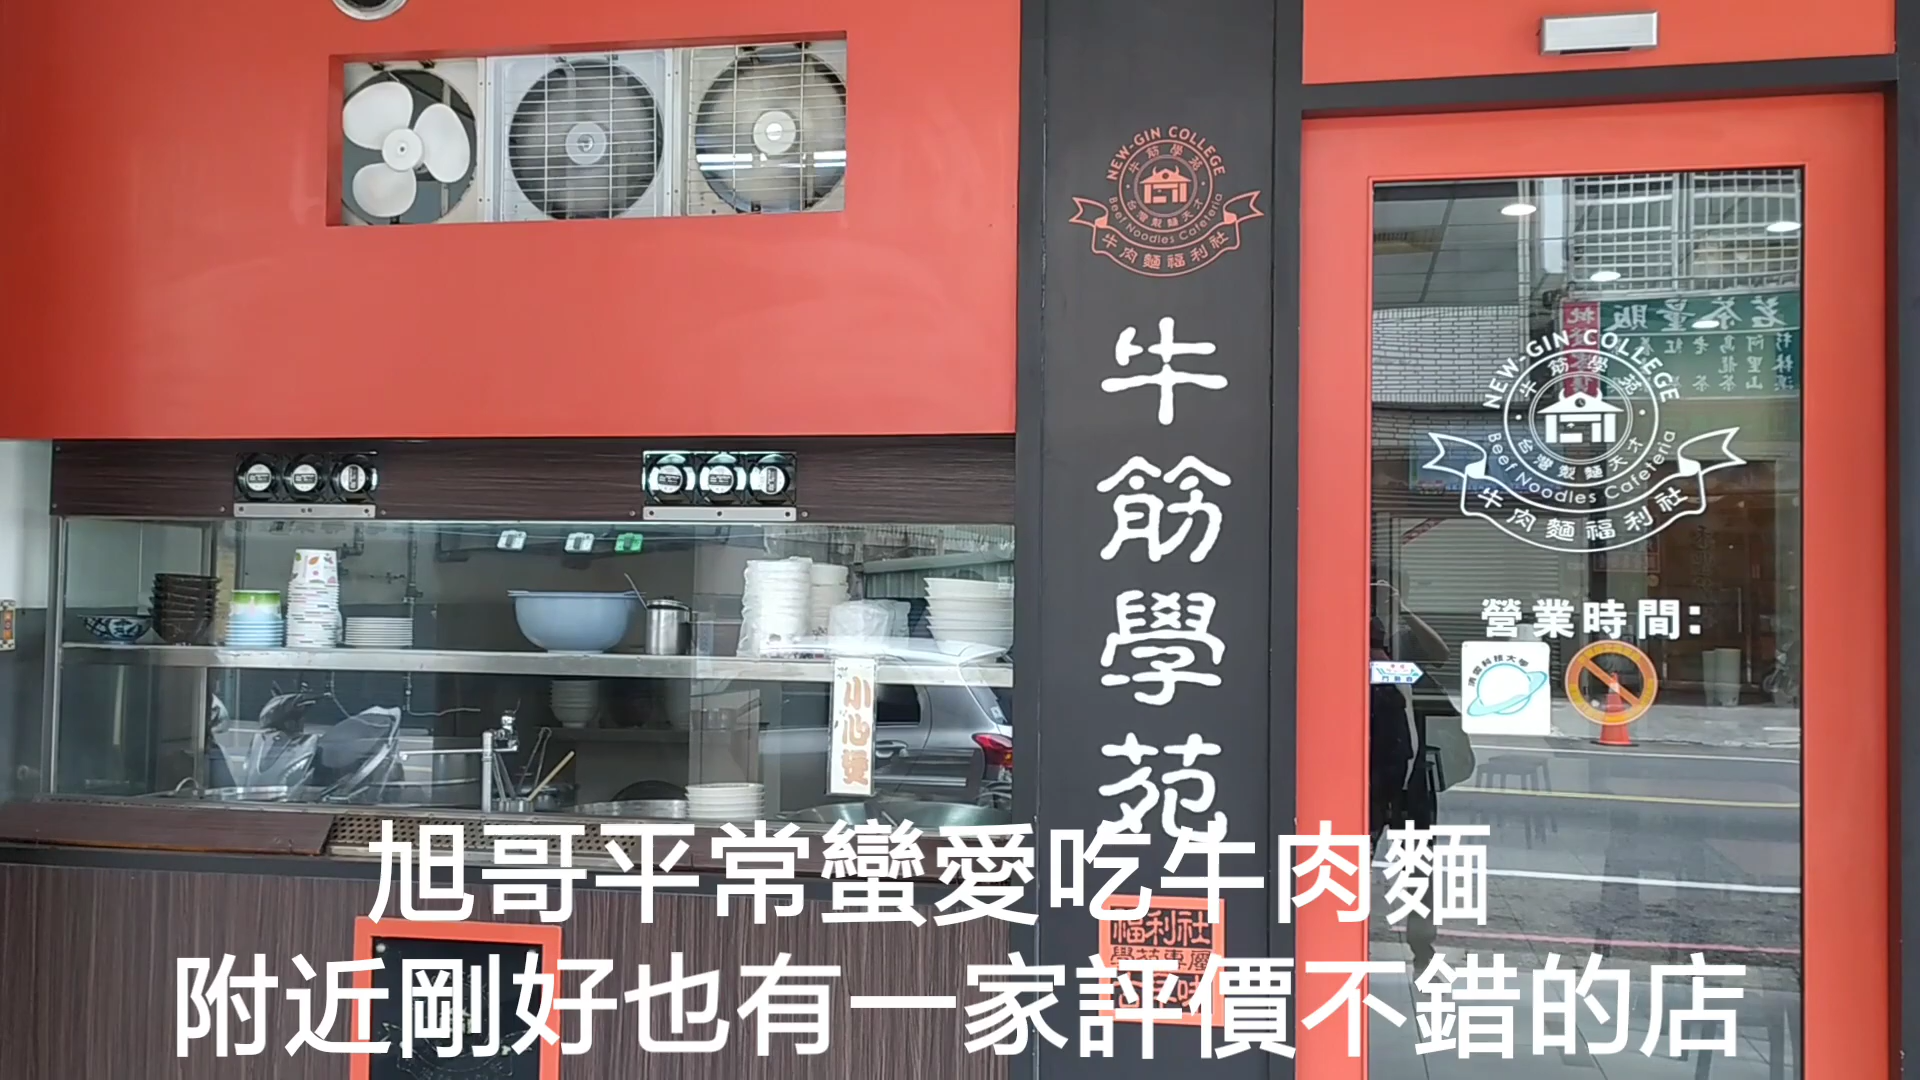 NEW-GIN COLLEGE
牛筋學苑
台灣製麵天才
Beef Noodles Cafeteria
牛肉麵福利社
牛筋學苑
福利社
NEW-GIN COLLEGE
牛筋學苑
台灣製麵天才
Beef Noodles Cafeteria
牛肉麵福利社
營業時間:
科技大學
小心燙
旭哥平常蠻愛吃牛肉麵
附近剛好也有一家評價不錯的店